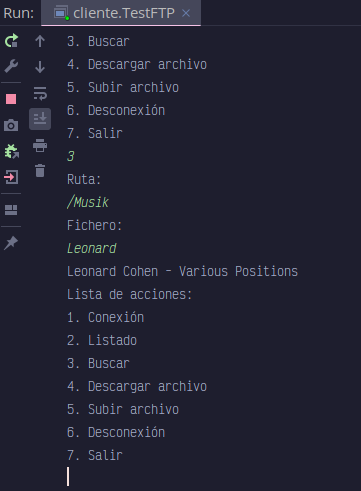 Run: cliente.TestFTP ×
3. Buscar
4. Descargar archivo
5. Subir archivo
6. Desconexión
7. Salir
3
Ruta:
/Musik
Fichero:
Leonard
Leonard Cohen - Various Positions
Lista de acciones:
1. Conexión
2. Listado
3. Buscar
4. Descargar archivo
5. Subir archivo
6. Desconexión
7. Salir